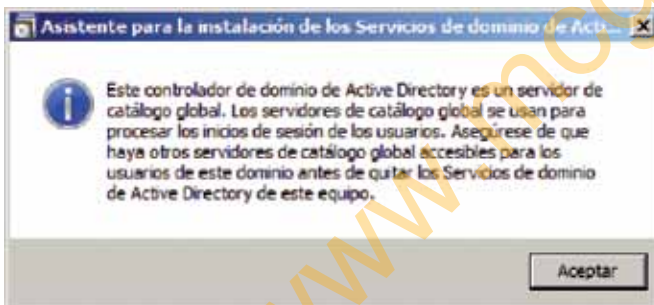 Asistente para la instalación de los Servicios de dominio de Acti...
Este controlador de dominio de Active Directory es un servidor de
catálogo global. Los servidores de catálogo global se usan para
procesar los inicios de sesión de los usuarios. Asegúrese de que
haya otros servidores de catálogo global accesibles para los
usuarios de este dominio antes de quitar los Servicios de dominio
de Active Directory de este equipo.
Aceptar